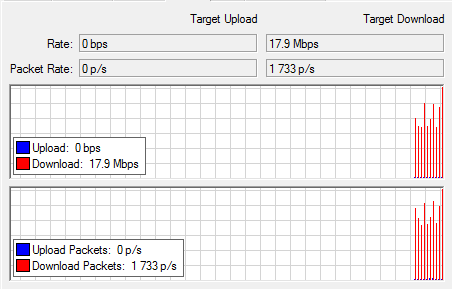 Target Upload Target Download
Rate: 0 bps 17.9 Mbps
Packet Rate: 0 p/s 1 733 p/s
Upload: 0 bps
Download: 17.9 Mbps
Upload Packets: 0 p/s
Download Packets: 1 733 p/s